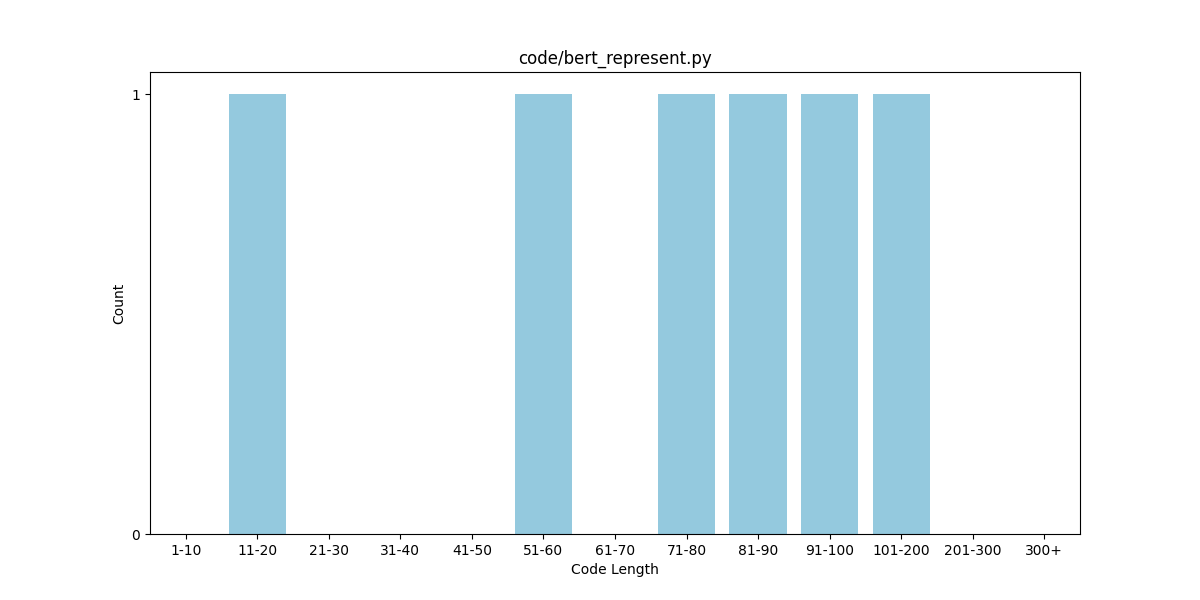 code/bert_represent.py
1
Count
0
1-10 11-20 21-30 31-40 41-50 51-60 61-70 71-80 81-90 91-100 101-200 201-300 300+
Code Length